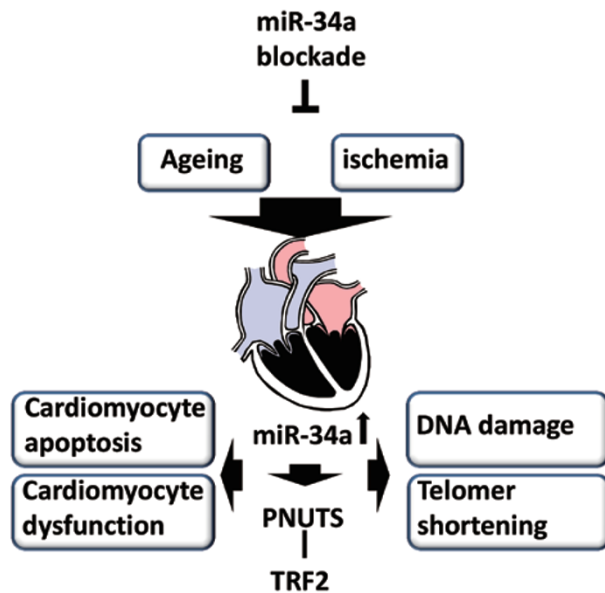 miR-34a
blockade
Ageing
ischemia
Cardiomyocyte
apoptosis
Cardiomyocyte
dysfunction
miR-34a
PNUTS
TRF2
DNA damage
Telomer
shortening